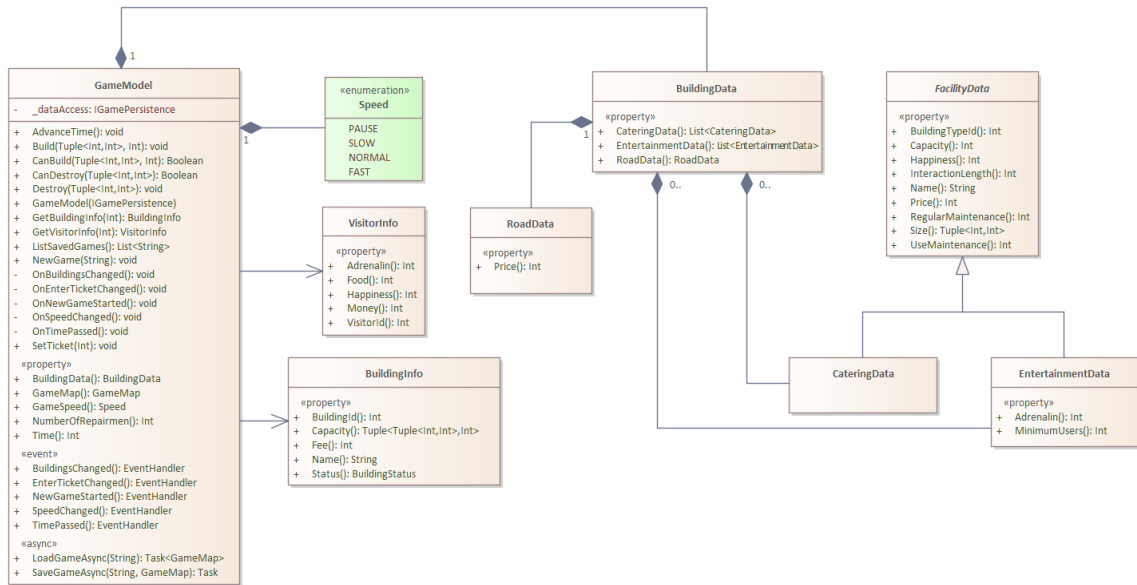 GameModel
- _dataAccess: IGamePersistence
+ AdvanceTime(): void
+ Build(Tuple<Int,Int>, Int): void
+ CanBuild(Tuple<Int,Int>, Int): Boolean
+ CanDestroy(Tuple<Int,Int>): Boolean
+ Destroy(Tuple<Int,Int>): void
+ GameModel(IGamePersistence)
+ GetBuildingInfo(Int): BuildingInfo
+ GetVisitorInfo(Int): VisitorInfo
+ ListSavedGames(): List<String>
+ NewGame(String): void
- OnBuildingsChanged(): void
- OnEnterTicketChanged(): void
- OnNewGameStarted(): void
- OnSpeedChanged(): void
- OnTimePassed(): void
+ SetTicket(Int): void
«property»
+ BuildingData(): BuildingData
+ GameMap(): GameMap
+ GameSpeed(): Speed
+ NumberOfRepairmen(): Int
+ Time(): Int
«event»
+ BuildingsChanged(): EventHandler
+ EnterTicketChanged(): EventHandler
+ NewGameStarted(): EventHandler
+ SpeedChanged(): EventHandler
+ TimePassed(): EventHandler
«async»
+ LoadGameAsync(String): Task<GameMap>
+ SaveGameAsync(String, GameMap): Task
1
1
«enumeration»
Speed
PAUSE
SLOW
NORMAL
FAST
VisitorInfo
«property»
+ Adrenalin(): Int
+ Food(): Int
+ Happiness(): Int
+ Money(): Int
+ VisitorId(): Int
BuildingInfo
«property»
+ BuildingId(): Int
+ Capacity(): Tuple<Tuple<Int,Int>,Int>
+ Fee(): Int
+ Name(): String
+ Status(): BuildingStatus
BuildingData
«property»
+ CateringData(): List<CateringData>
+ EntertainmentData(): List<EntertainmentData>
+ RoadData(): RoadData
1
0..
0..
RoadData
«property»
+ Price(): Int
FacilityData
«property»
+ BuildingTypeId(): Int
+ Capacity(): Int
+ Happiness(): Int
+ InteractionLength(): Int
+ Name(): String
+ Price(): Int
+ RegularMaintenance(): Int
+ Size(): Tuple<Int,Int>
+ UseMaintenance(): Int
CateringData
EntertainmentData
«property»
+ Adrenalin(): Int
+ MinimumUsers(): Int